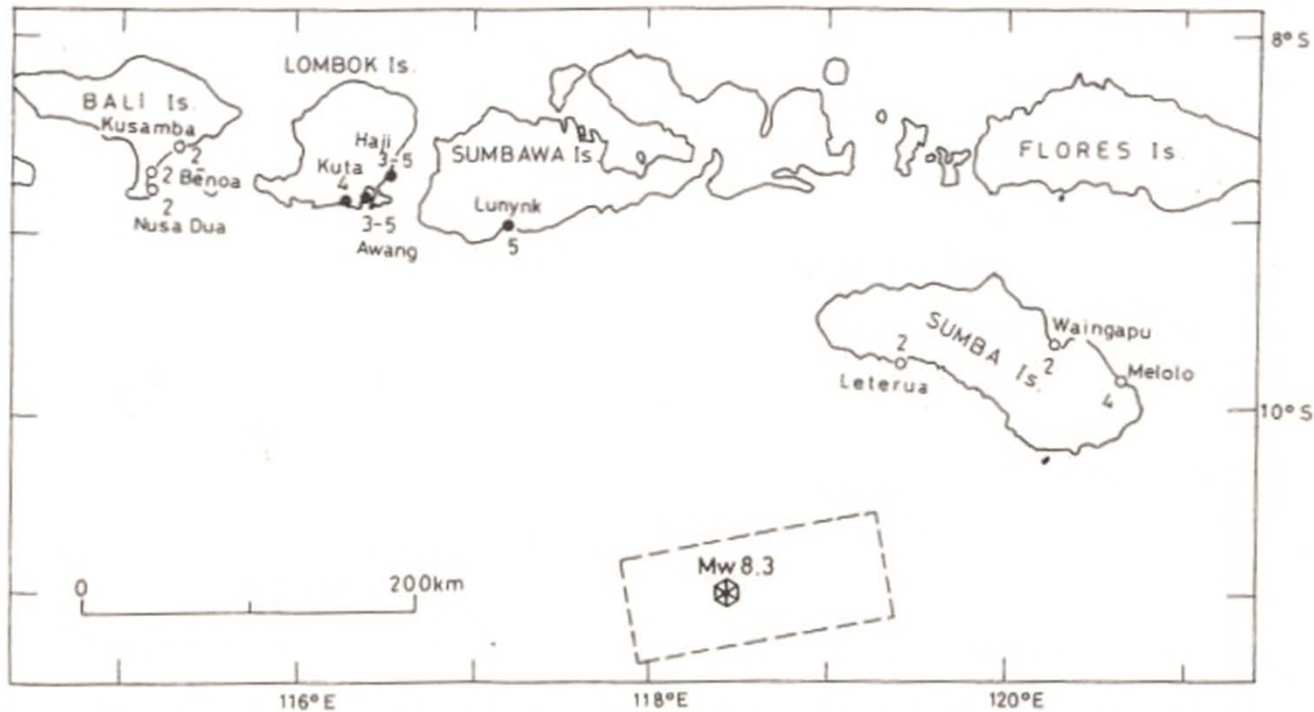 8°S
LOMBOK Is.
BALI Is.
Kusamba
2
2 Benoa
2
Nusa Dua
Haji
3-5
Kuta
4
3-5
Awang
SUMBAWA Is
Lunynk
5
FLORES Is.
SUMBA Is.
Waingapu
2
2
Leterua
Melolo
4
10°S
Mw 8.3
0 200km
116°E 118°E 120°E